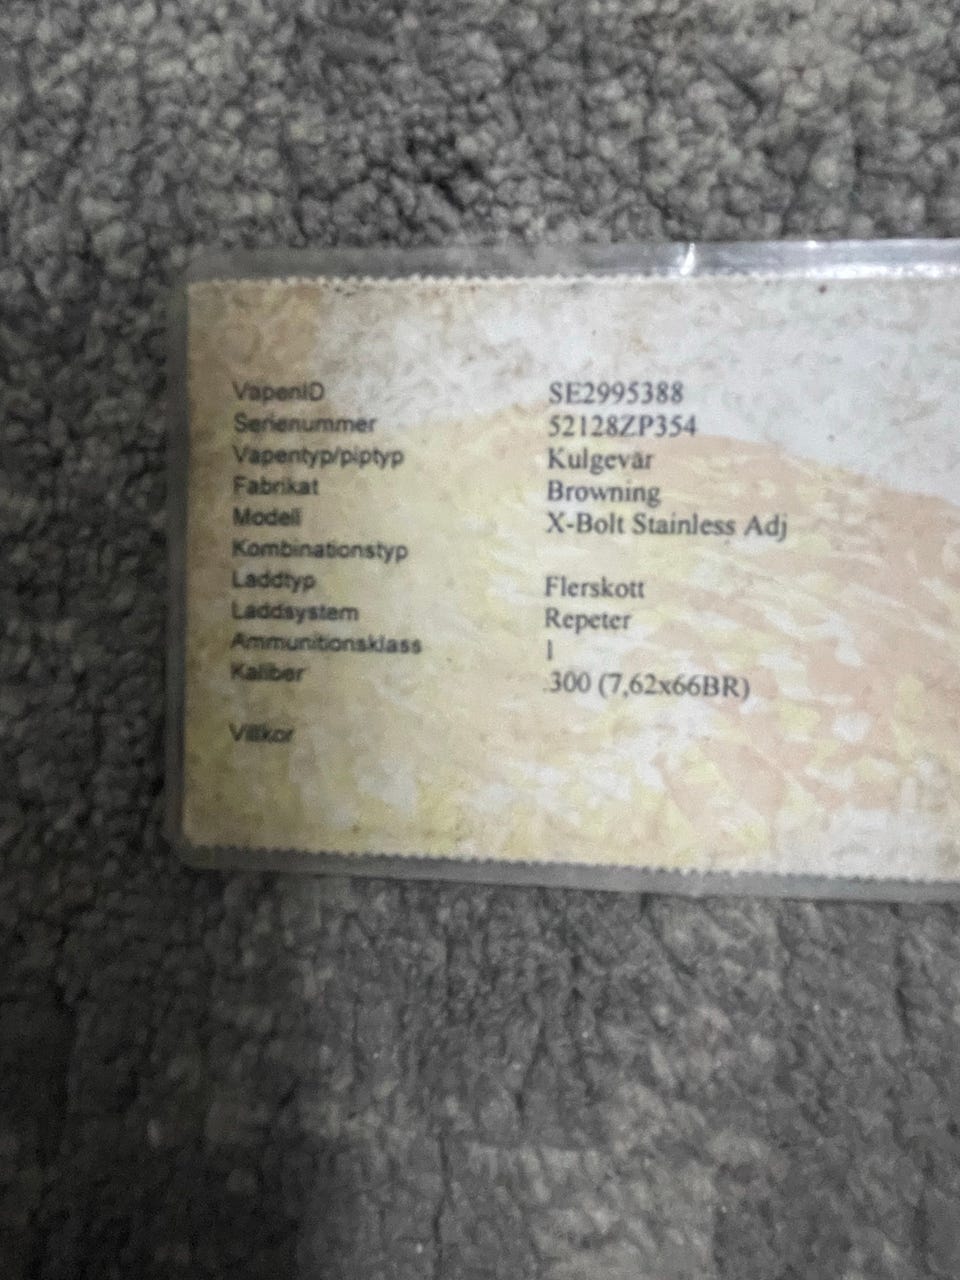 VapenID SE2995388
Serienummer 52128ZP354
Vapentyp/piptyp Kulgevär
Fabrikat Browning
Modell X-Bolt Stainless Adj
Kombinationstyp
Laddtyp Flerskott
Laddsystem Repeter
Ammunitionsklass 1
Kaliber .300 (7,62x66BR)
Villkor